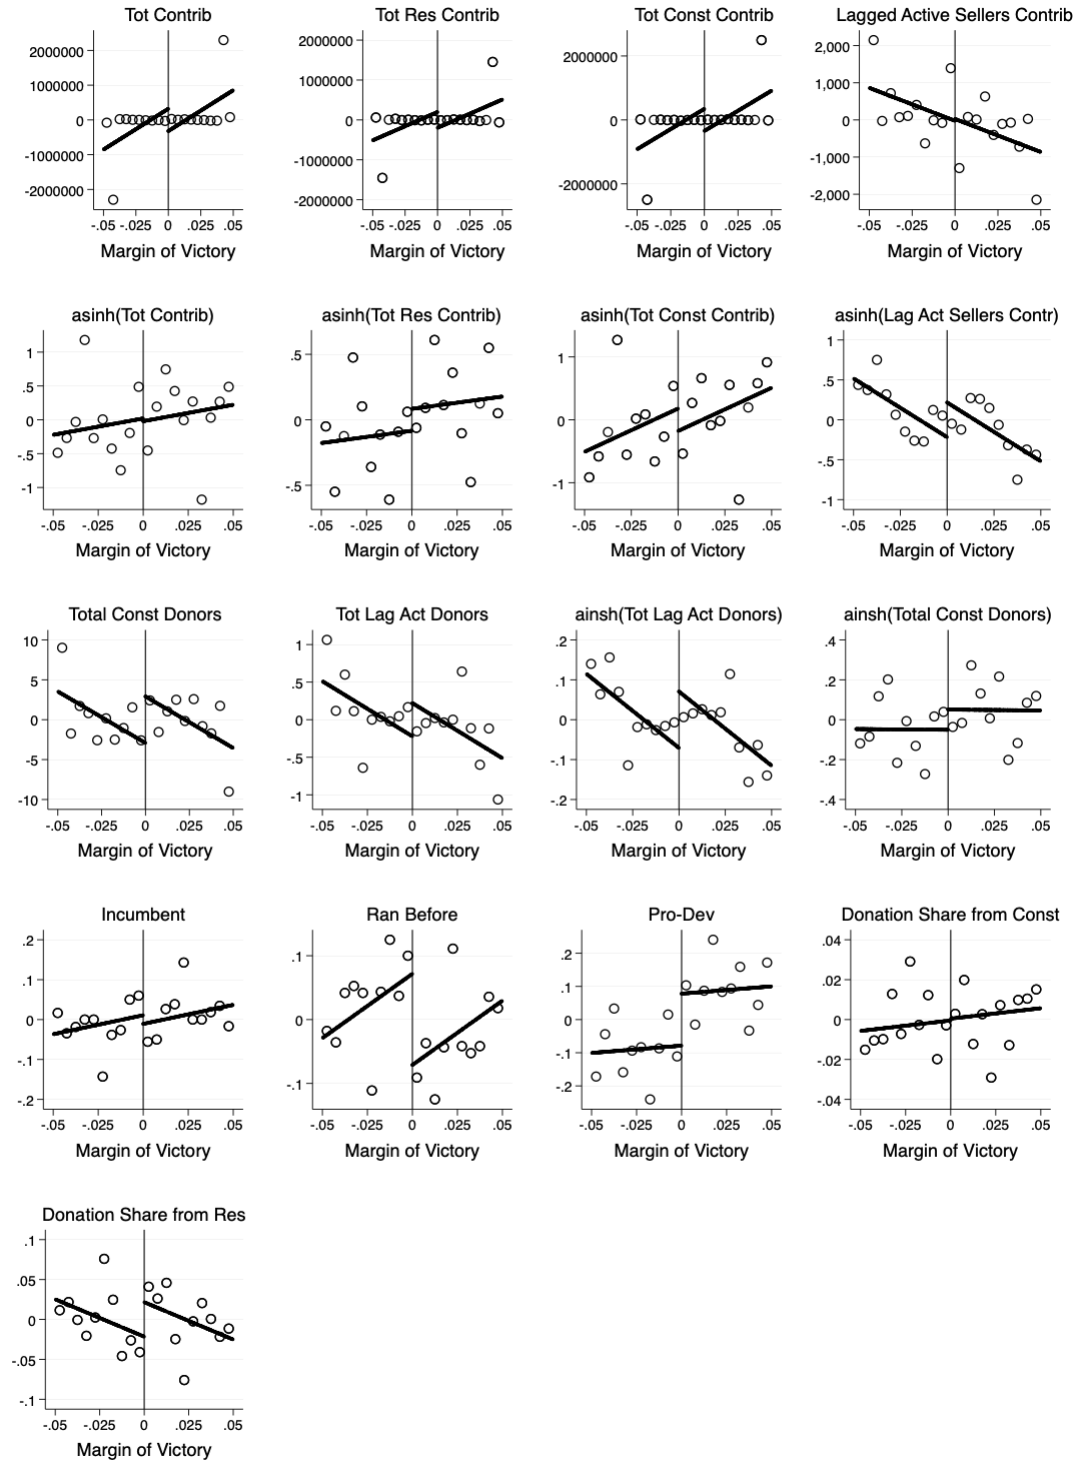 Tot Contrib
2000000
1000000
0
-1000000
-2000000
-.05 -.025 0 .025 .05
Margin of Victory
Tot Res Contrib
2000000
1000000
0
-1000000
-2000000
-.05 -.025 0 .025 .05
Margin of Victory
Tot Const Contrib
2000000
0
-2000000
-.05 -.025 0 .025 .05
Margin of Victory
Lagged Active Sellers Contrib
2,000
1,000
0
-1,000
-2,000
-.05 -.025 0 .025 .05
Margin of Victory
asinh(Tot Contrib)
1
.5
0
-.5
-1
-.05 -.025 0 .025 .05
Margin of Victory
asinh(Tot Res Contrib)
.5
0
-.5
-.05 -.025 0 .025 .05
Margin of Victory
asinh(Tot Const Contrib)
1
0
-1
-.05 -.025 0 .025 .05
Margin of Victory
asinh(Lag Act Sellers Contr)
1
.5
0
-.5
-1
-.05 -.025 0 .025 .05
Margin of Victory
Total Const Donors
10
5
0
-5
-10
-.05 -.025 0 .025 .05
Margin of Victory
Tot Lag Act Donors
1
.5
0
-.5
-1
-.05 -.025 0 .025 .05
Margin of Victory
ainsh(Tot Lag Act Donors)
.2
.1
0
-.1
-.2
-.05 -.025 0 .025 .05
Margin of Victory
ainsh(Total Const Donors)
.4
.2
0
-.2
-.4
-.05 -.025 0 .025 .05
Margin of Victory
Incumbent
.2
.1
0
-.1
-.2
-.05 -.025 0 .025 .05
Margin of Victory
Ran Before
.1
0
-.1
-.05 -.025 0 .025 .05
Margin of Victory
Pro-Dev
.2
.1
0
-.1
-.2
-.05 -.025 0 .025 .05
Margin of Victory
Donation Share from Const
.04
.02
0
-.02
-.04
-.05 -.025 0 .025 .05
Margin of Victory
Donation Share from Res
.1
.05
0
-.05
-.1
-.05 -.025 0 .025 .05
Margin of Victory